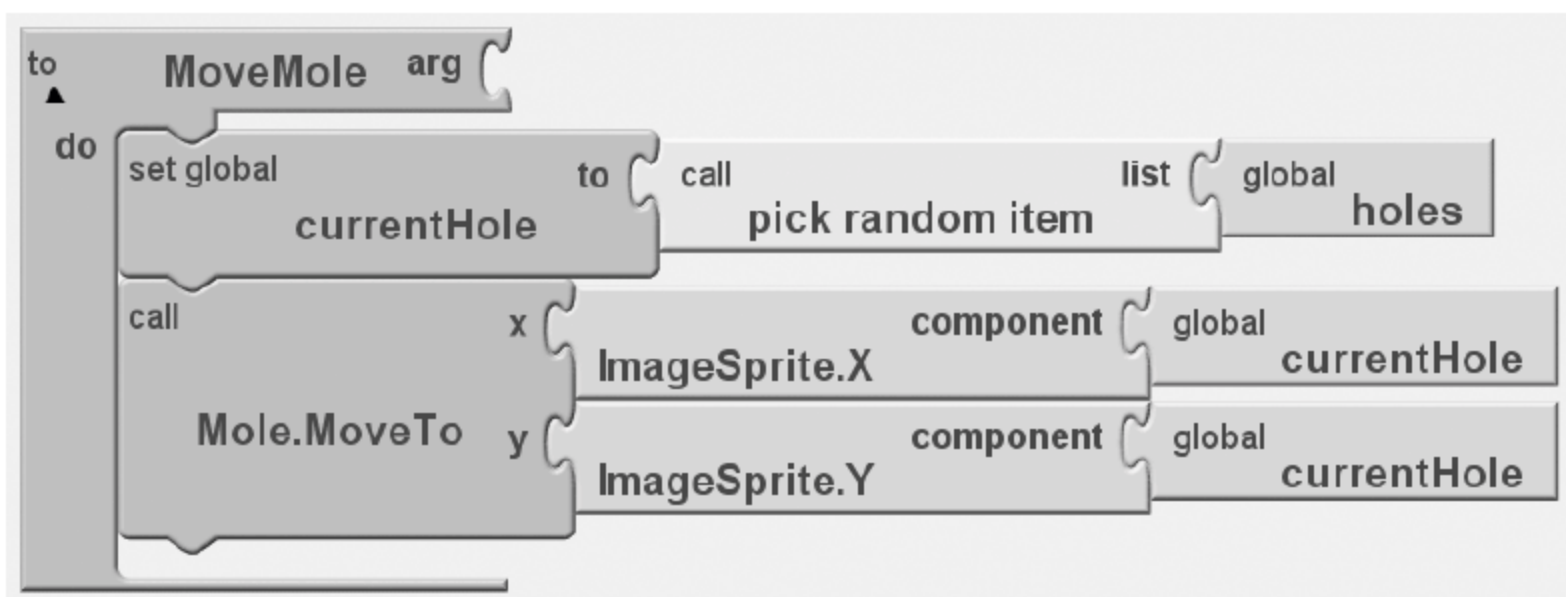 to MoveMole arg
do
set global currentHole to call pick random item list global holes
call Mole.MoveTo
x ImageSprite.X component global currentHole
y ImageSprite.Y component global currentHole